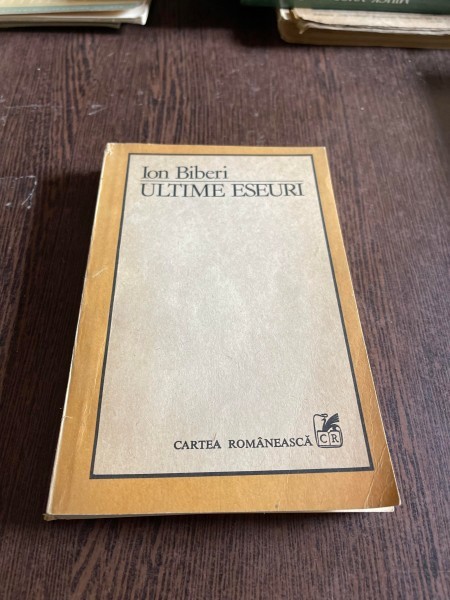 Ion Biberi
ULTIME ESEURI
CARTEA ROMÂNEASCĂ
CR